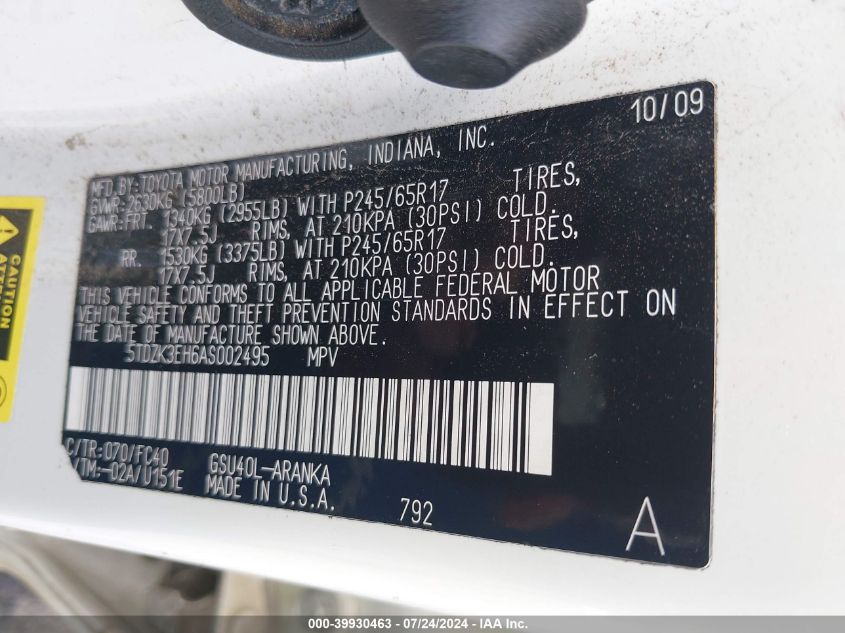 10/09
MFD.BY:TOYOTA MOTOR MANUFACTURING, INDIANA, INC.
GVWR:2630KG (5800LB)
GAWR:FRT. 1340KG (2955LB) WITH P245/65R17 TIRES,
17X7.5J RIMS, AT 210KPA (30PSI) COLD.
RR. 1530KG (3375LB) WITH P245/65R17 TIRES,
17X7.5J RIMS, AT 210KPA (30PSI) COLD.
THIS VEHICLE CONFORMS TO ALL APPLICABLE FEDERAL MOTOR
VEHICLE SAFETY AND THEFT PREVENTION STANDARDS IN EFFECT ON
THE DATE OF MANUFACTURE SHOWN ABOVE.
5TDZK3EH6AS002495 MPV
C/TR:070/FC40 GSU40L-ARANKA
/TM:-02A/U151E MADE IN U.S.A. 792
A
CAUTION
000-39930463 - 07/24/2024 - IAA Inc.